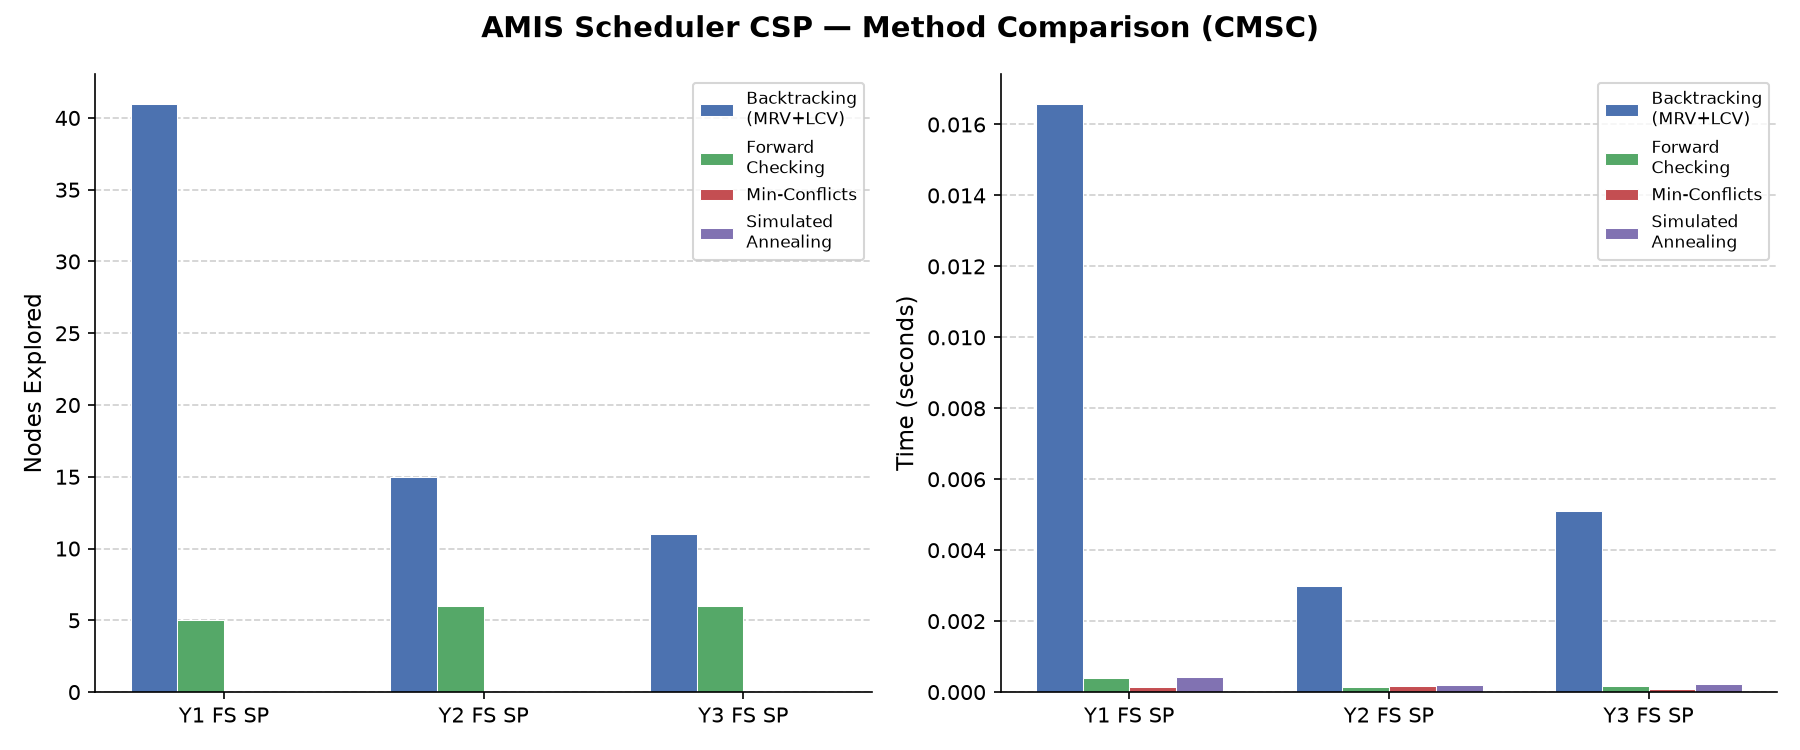 AMIS Scheduler CSP — Method Comparison (CMSC)
Nodes Explored
40
35
30
25
20
15
10
5
0
Y1 FS SP
Y2 FS SP
Y3 FS SP
Backtracking
(MRV+LCV)
Forward
Checking
Min-Conflicts
Simulated
Annealing
Time (seconds)
0.016
0.014
0.012
0.010
0.008
0.006
0.004
0.002
0.000
Y1 FS SP
Y2 FS SP
Y3 FS SP
Backtracking
(MRV+LCV)
Forward
Checking
Min-Conflicts
Simulated
Annealing